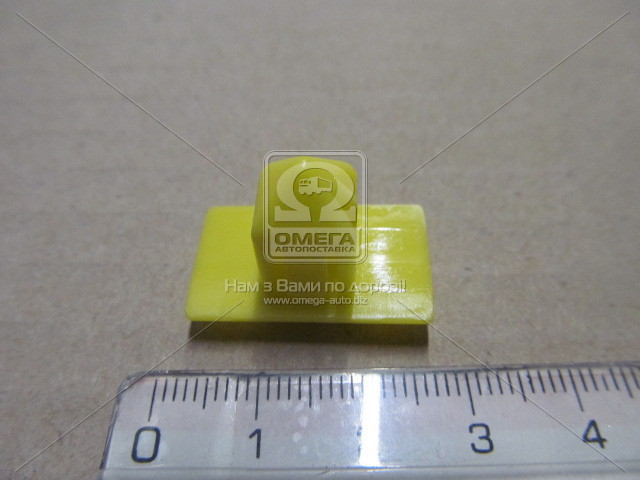 ОМЕГА
АВТОПОСТАВКА
Нам з Вами по дорозі!
www.omega-auto.biz
0 1 3 4